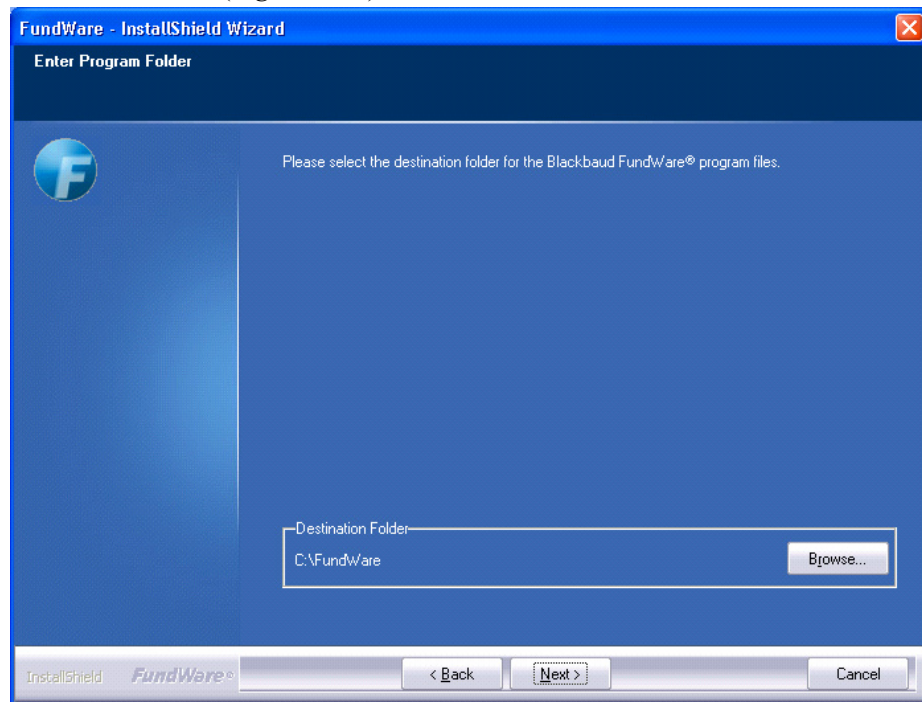 FundWare - InstallShield Wizard
Enter Program Folder
F
Please select the destination folder for the Blackbaud FundWare® program files.
Destination Folder
C:\FundWare
Browse...
InstallShield FundWare®
< Back Next > Cancel